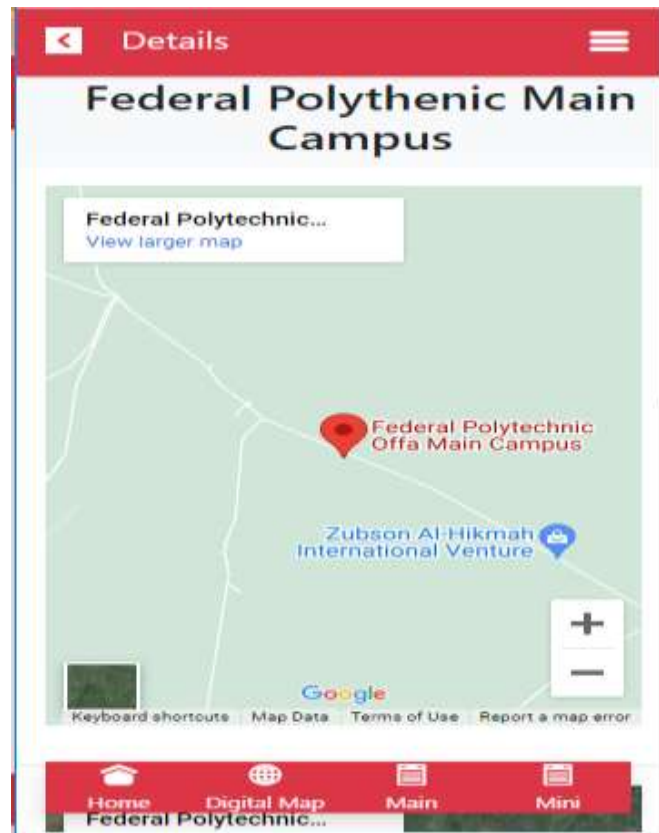 Details
Federal Polythenic Main
Campus
Federal Polytechnic...
View larger map
Federal Polytechnic
Offa Main Campus
Zubson Al-Hikmah
International Venture
Google
Keyboard shortcuts Map Data Terms of Use Report a map error
Home Digital Map Main Mini
Federal Polytechnic...